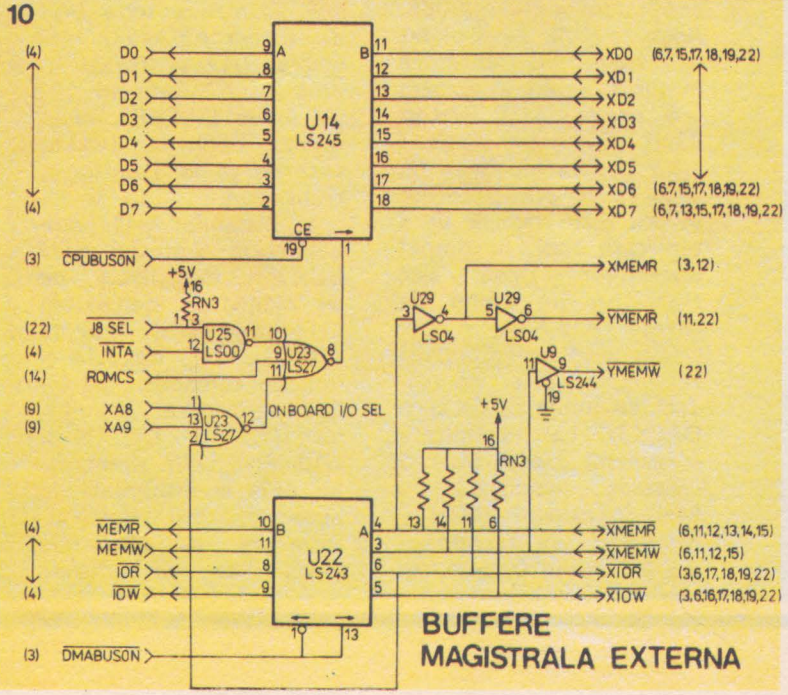 10
(4) D0 9 A B 11 XD0 (6,7,15,17,18,19,22)
D1 8 12 XD1
D2 7 13 XD2
D3 6 U14 14 XD3
D4 5 LS245 15 XD4
D5 4 16 XD5
D6 3 17 XD6 (6,7,15,17,18,19,22)
(4) D7 2 18 XD7 (6,7,13,15,17,18,19,22)
CE →
(3) CPUBUSON 19 1
+5V
16
RN3
XMEMR (3,12)
U29 U29
(22) J8 SEL 1 3 U25 11 10 3 4 5 6 YMEMR (11,22)
LS04 LS04
(4) INTA 12 LS00 9 U23 8
(14) ROMCS 11 LS27
U9
11 9 YMEMW (22)
LS244
19
(9) XA8 1 12 ONBOARD I/O SEL
(9) XA9 13 U23
2 LS27
+5V
16
RN3
13 14 11 6
(4) MEMR 10 B A 4 XMEMR (6,11,12,13,14,15)
MEMW 11 U22 3 XMEMW (6,11,12,15)
IOR 8 LS243 6 XIOR (3,6,17,18,19,22)
(4) IOW 9 5 XIOW (3,6,16,17,18,19,22)
← →
1 13
(3) DMABUSON
BUFFERE
MAGISTRALA EXTERNA